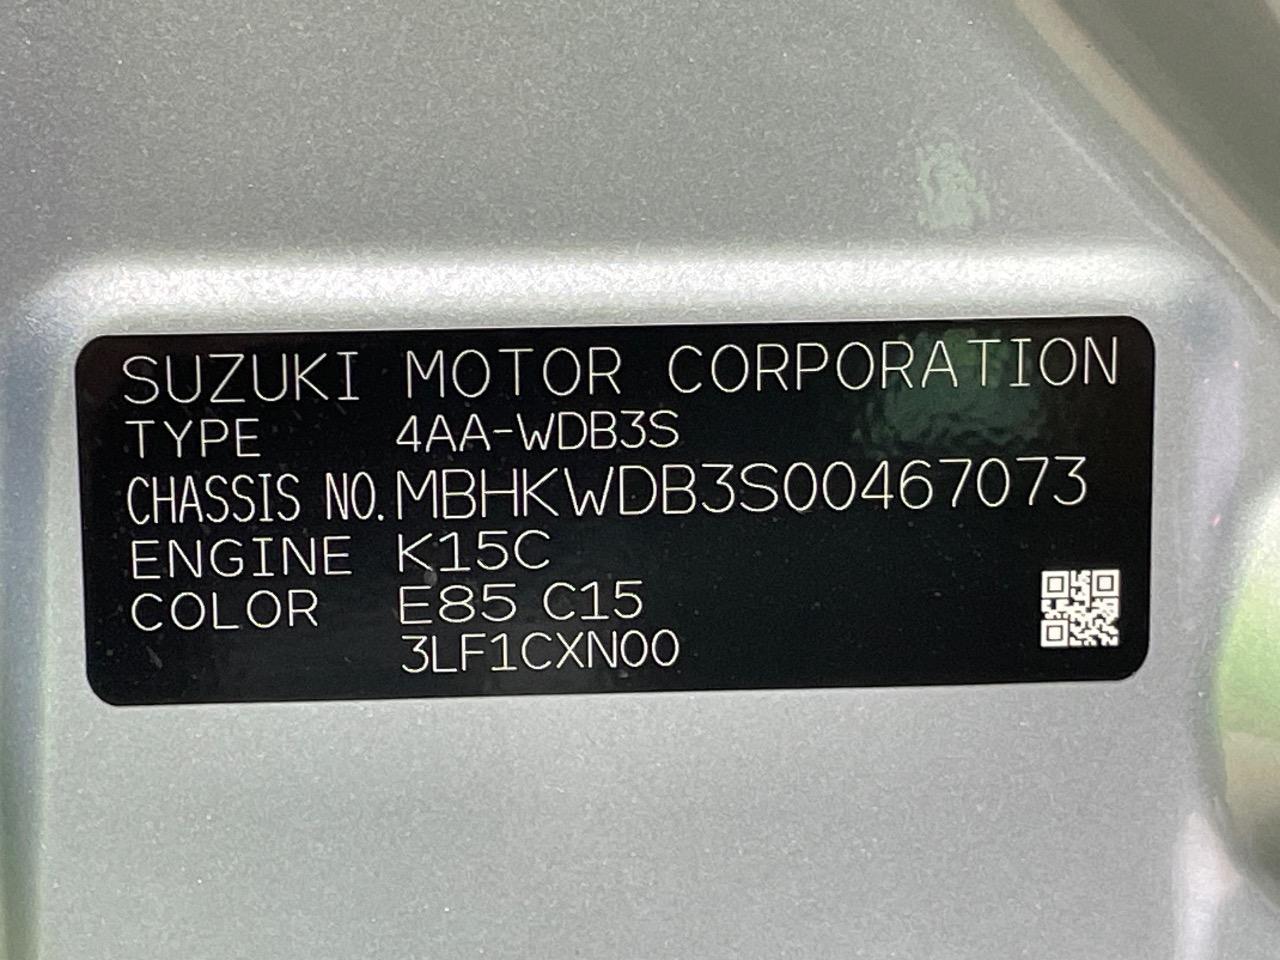 SUZUKI MOTOR CORPORATION
TYPE 4AA-WDB3S
CHASSIS NO. MBHKWDB3S00467073
ENGINE K15C
COLOR E85 C15
3LF1CXN00